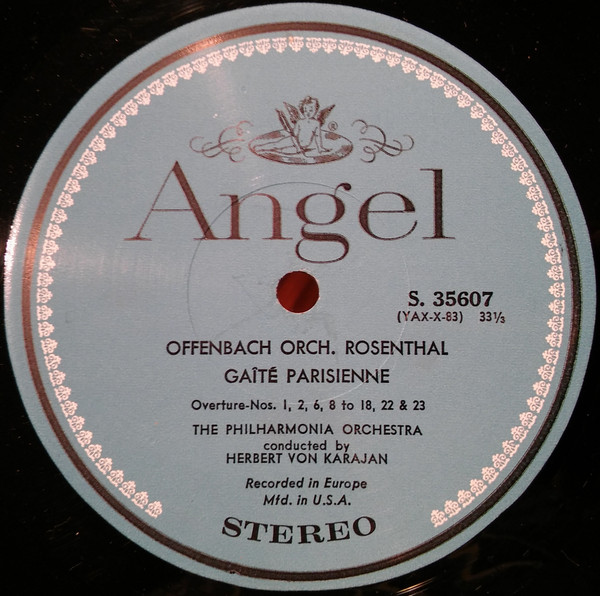 ®
Angel
S. 35607
(YAX-X-83) 33⅓
OFFENBACH ORCH. ROSENTHAL
GAÎTÉ PARISIENNE
Overture-Nos. 1, 2, 6, 8 to 18, 22 & 23
THE PHILHARMONIA ORCHESTRA
conducted by
HERBERT VON KARAJAN
Recorded in Europe
Mfd. in U.S.A.
STEREO